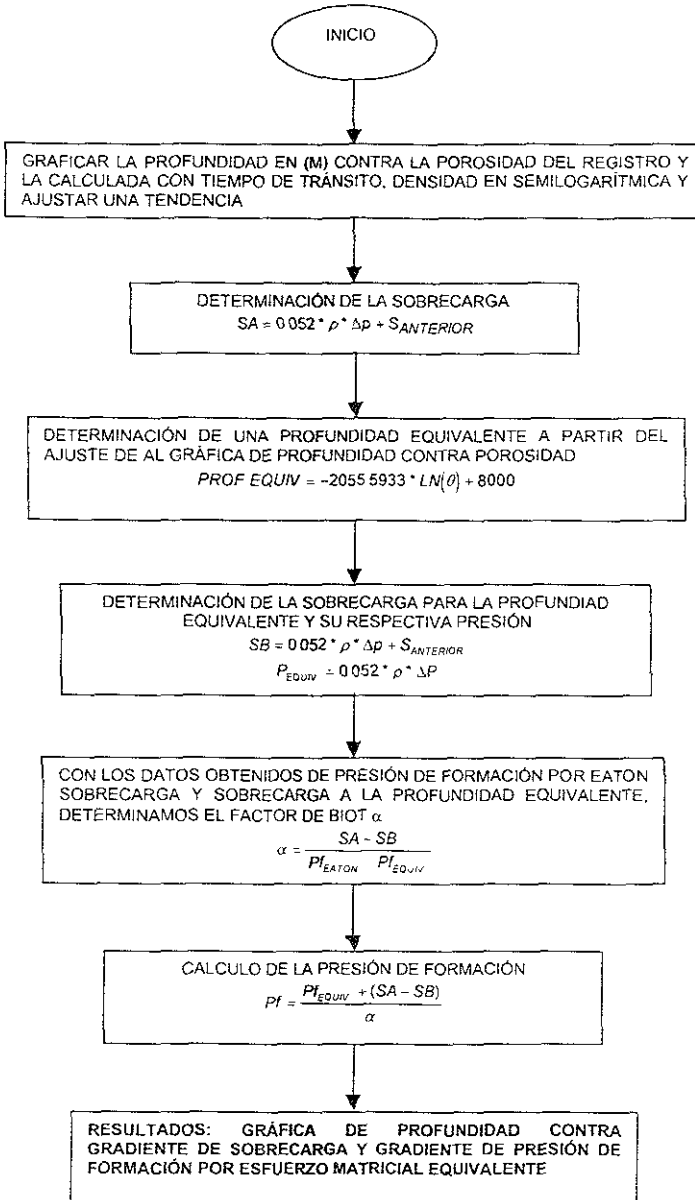 INICIO
GRAFICAR LA PROFUNDIDAD EN (M) CONTRA LA POROSIDAD DEL REGISTRO Y
LA CALCULADA CON TIEMPO DE TRÁNSITO, DENSIDAD EN SEMILOGARÍTMICA Y
AJUSTAR UNA TENDENCIA
DETERMINACIÓN DE LA SOBRECARGA
SA = 0 052 * ρ * Δp + S_ANTERIOR
DETERMINACIÓN DE UNA PROFUNDIDAD EQUIVALENTE A PARTIR DEL
AJUSTE DE AL GRÁFICA DE PROFUNDIDAD CONTRA POROSIDAD
PROF EQUIV = -2055 5933 * LN(θ) + 8000
DETERMINACIÓN DE LA SOBRECARGA PARA LA PROFUNDIAD
EQUIVALENTE Y SU RESPECTIVA PRESIÓN
SB = 0 052 * ρ * Δp + S_ANTERIOR
P_EQUIV = 0 052 * ρ * ΔP
CON LOS DATOS OBTENIDOS DE PRESIÓN DE FORMACIÓN POR EATON
SOBRECARGA Y SOBRECARGA A LA PROFUNDIDAD EQUIVALENTE,
DETERMINAMOS EL FACTOR DE BIOT α
α = SA - SB
Pf_EATON Pf_EQUIV
CALCULO DE LA PRESIÓN DE FORMACIÓN
Pf = Pf_EQUIV + (SA - SB)
α
RESULTADOS: GRÁFICA DE PROFUNDIDAD CONTRA
GRADIENTE DE SOBRECARGA Y GRADIENTE DE PRESIÓN DE
FORMACIÓN POR ESFUERZO MATRICIAL EQUIVALENTE